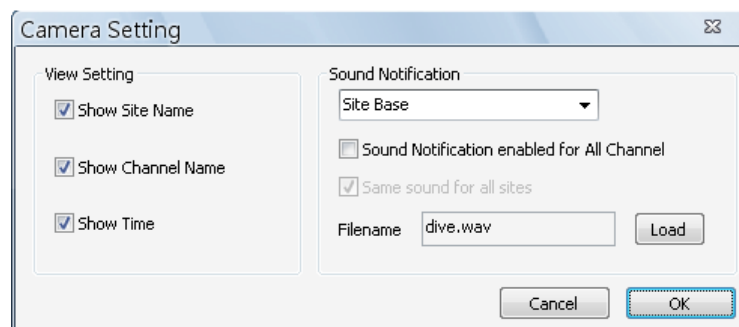 Camera Setting
View Setting
Show Site Name
Show Channel Name
Show Time
Sound Notification
Site Base
Sound Notification enabled for All Channel
Same sound for all sites
Filename dive.wav Load
Cancel OK